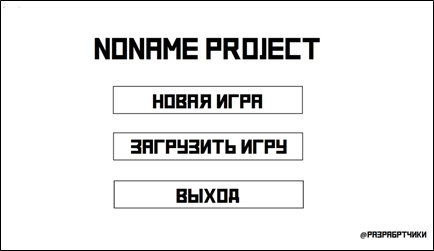 NONAME PROJECT
НОВАЯ ИГРА
ЗАГРУЗИТЬ ИГРУ
ВЫХОД
@РАЗРАБРТЧИКИ